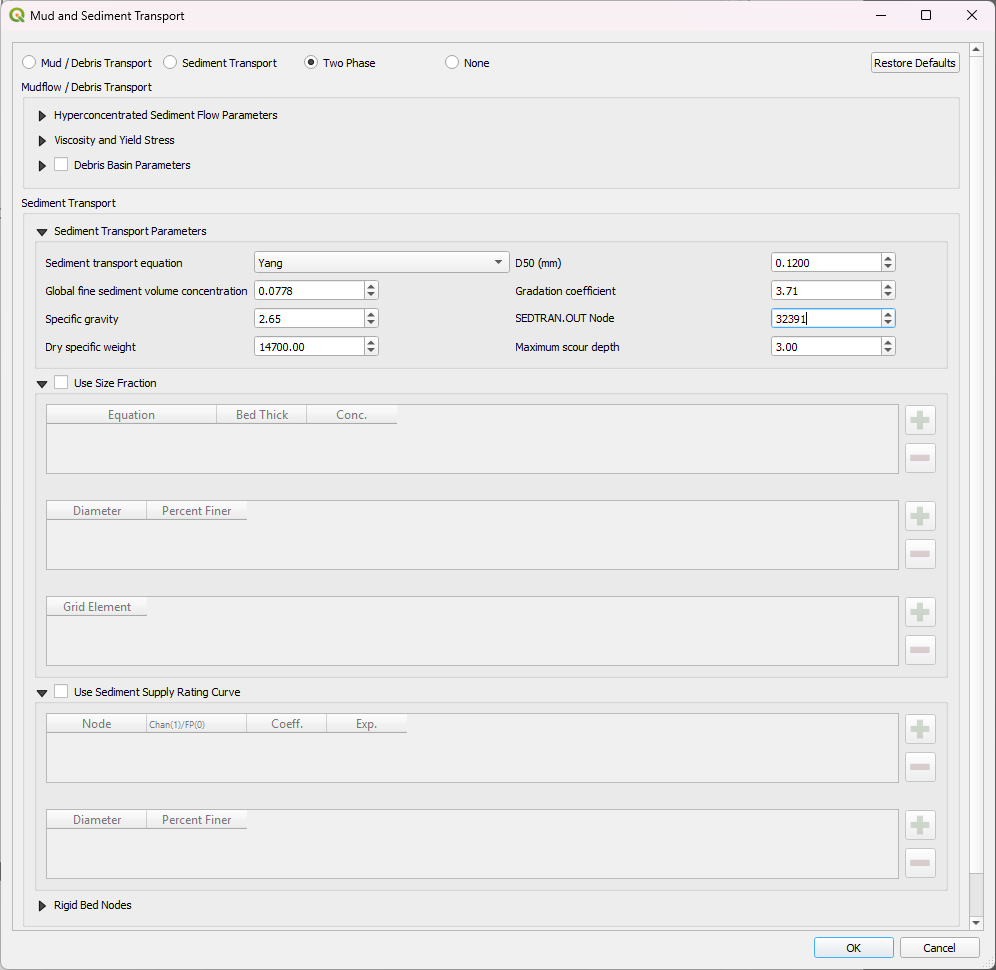 Mud and Sediment Transport
Mud / Debris Transport Sediment Transport Two Phase None Restore Defaults
Mudflow / Debris Transport
Hyperconcentrated Sediment Flow Parameters
Viscosity and Yield Stress
Debris Basin Parameters
Sediment Transport
Sediment Transport Parameters
Sediment transport equation Yang D50 (mm) 0.1200
Global fine sediment volume concentration 0.0778 Gradation coefficient 3.71
Specific gravity 2.65 SEDTRAN.OUT Node 32391
Dry specific weight 14700.00 Maximum scour depth 3.00
Use Size Fraction
Equation Bed Thick Conc.
Diameter Percent Finer
Grid Element
Use Sediment Supply Rating Curve
Node Chan(1)/FP(0) Coeff. Exp.
Diameter Percent Finer
Rigid Bed Nodes
OK Cancel